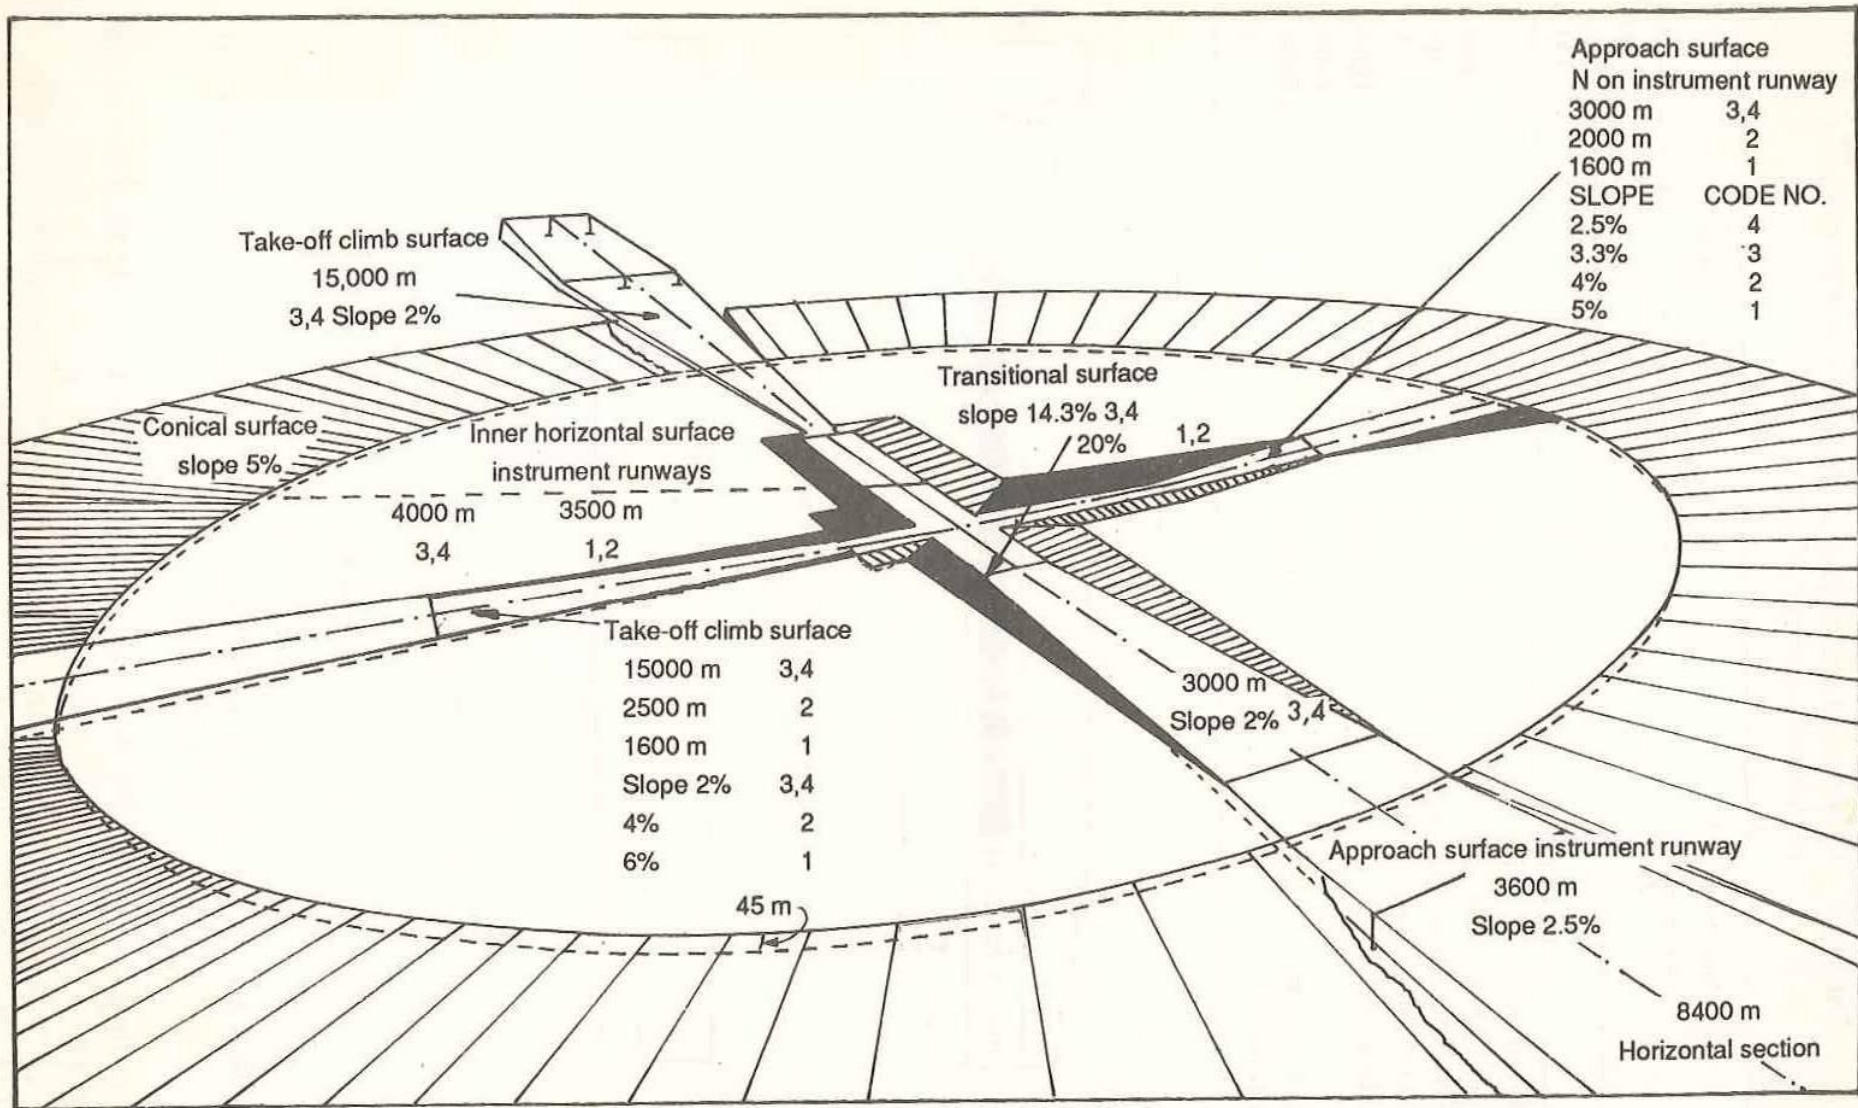 Approach surface
N on instrument runway
3000 m 3,4
2000 m 2
1600 m 1
SLOPE CODE NO.
2.5% 4
3.3% 3
4% 2
5% 1
Take-off climb surface
15,000 m
3,4 Slope 2%
Transitional surface
slope 14.3% 3,4
20% 1,2
Conical surface
slope 5%
Inner horizontal surface
instrument runways
4000 m 3500 m
3,4 1,2
Take-off climb surface
15000 m 3,4
2500 m 2
1600 m 1
Slope 2% 3,4
4% 2
6% 1
45 m
3000 m
Slope 2% 3,4
Approach surface instrument runway
3600 m
Slope 2.5%
8400 m
Horizontal section